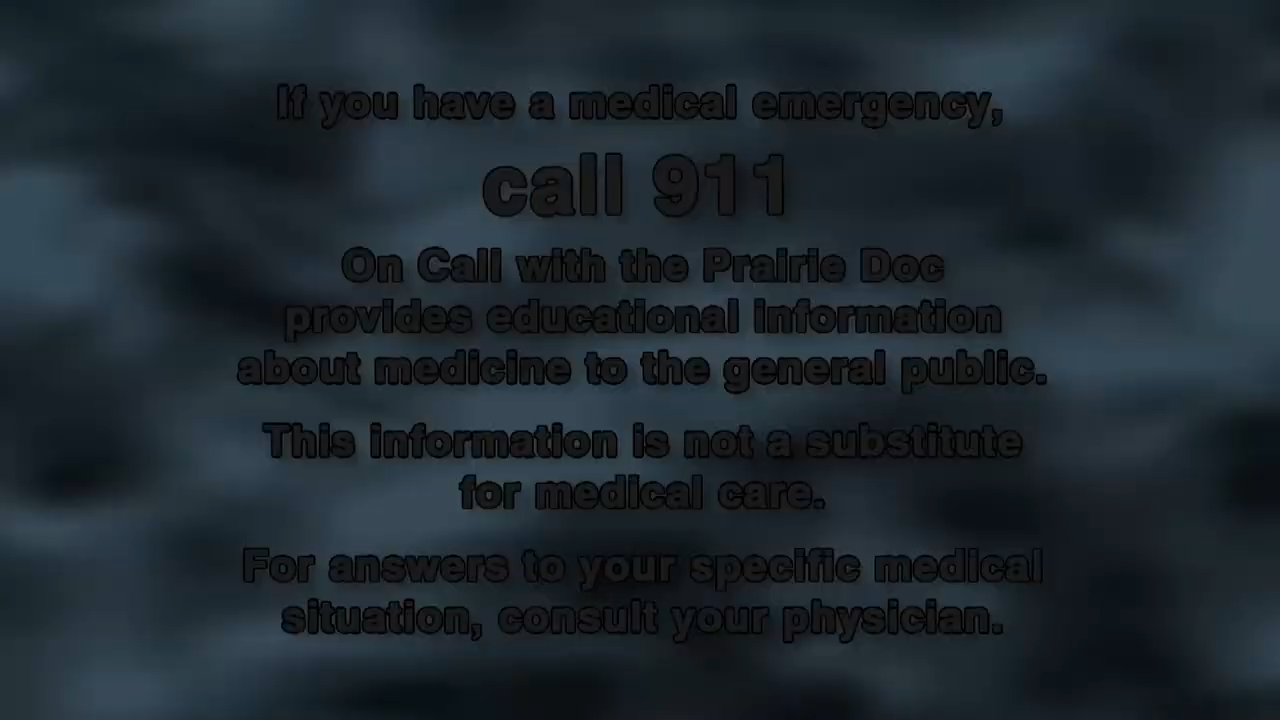 If you have a medical emergency,
call 911
On Call with the Prairie Doc
provides educational information
about medicine to the general public.
This information is not a substitute
for medical care.
For answers to your specific medical
situation, consult your physician.